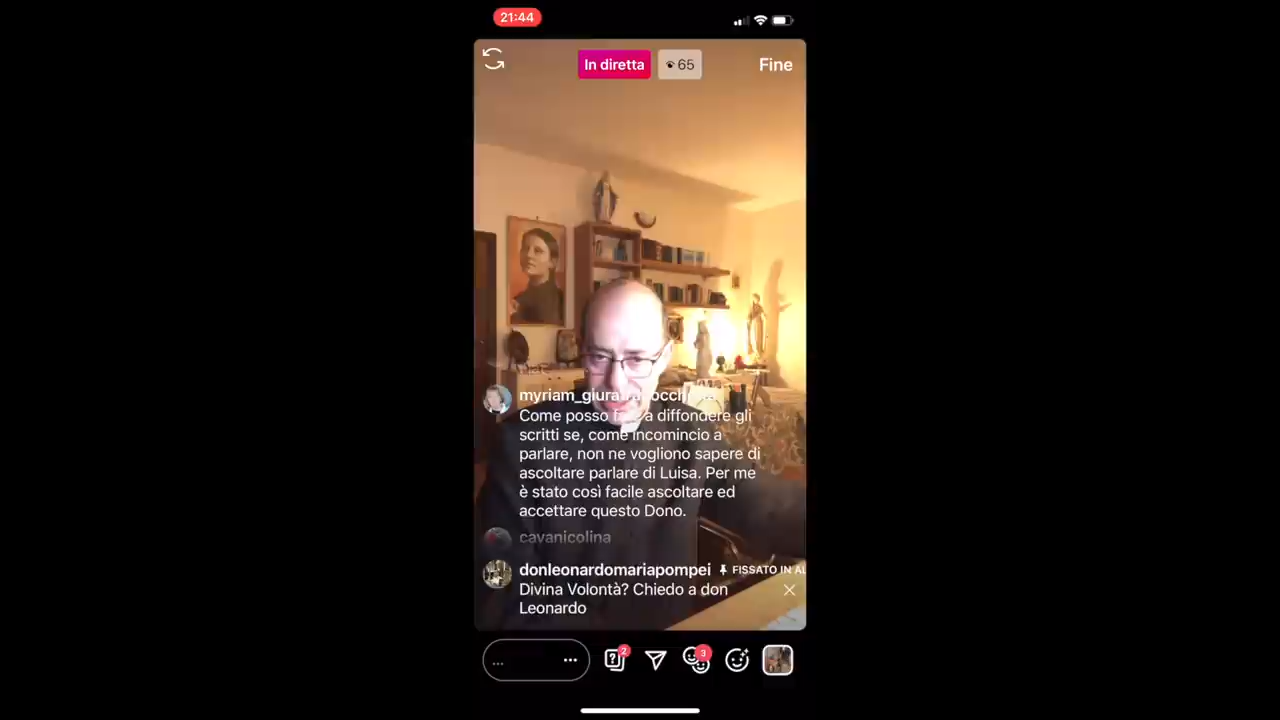 21:44
In diretta
65
Fine
Come posso a diffondere gli
scritti se, come incomincio a
parlare, non ne vogliono sapere di
ascoltare parlare di Luisa. Per me
è stato così facile ascoltare ed
accettare questo Dono.
cavanicolina
donleonardomariapompei FISSATO IN
Divina Volontà? Chiedo a don
Leonardo
...
2
3